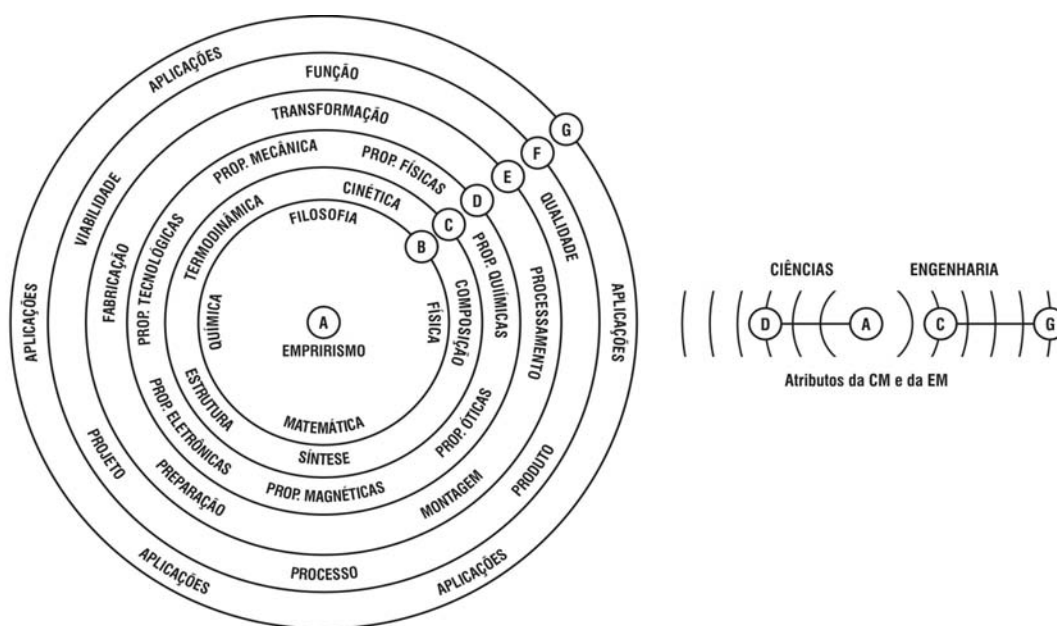 APLICAÇÕES
FUNÇÃO
TRANSFORMAÇÃO
PROP. MECÂNICA
PROP. FÍSICAS
CINÉTICA
FILOSOFIA
TERMODINÂMICA
VIABILIDADE
FABRICAÇÃO
PROP. TECNOLÓGICAS
QUÍMICA
APLICAÇÕES
A
EMPRIRISMO
B
C
D
E
F
G
FÍSICA
COMPOSIÇÃO
PROP. QUÍMICAS
PROCESSAMENTO
QUALIDADE
APLICAÇÕES
MATEMÁTICA
SÍNTESE
ESTRUTURA
PROP. ELETRÔNICAS
PROP. MAGNÉTICAS
PROP. ÓTICAS
PREPARAÇÃO
MONTAGEM
PROJETO
PROCESSO
PRODUTO
APLICAÇÕES
APLICAÇÕES
CIÊNCIAS ENGENHARIA
D A C G
Atributos da CM e da EM